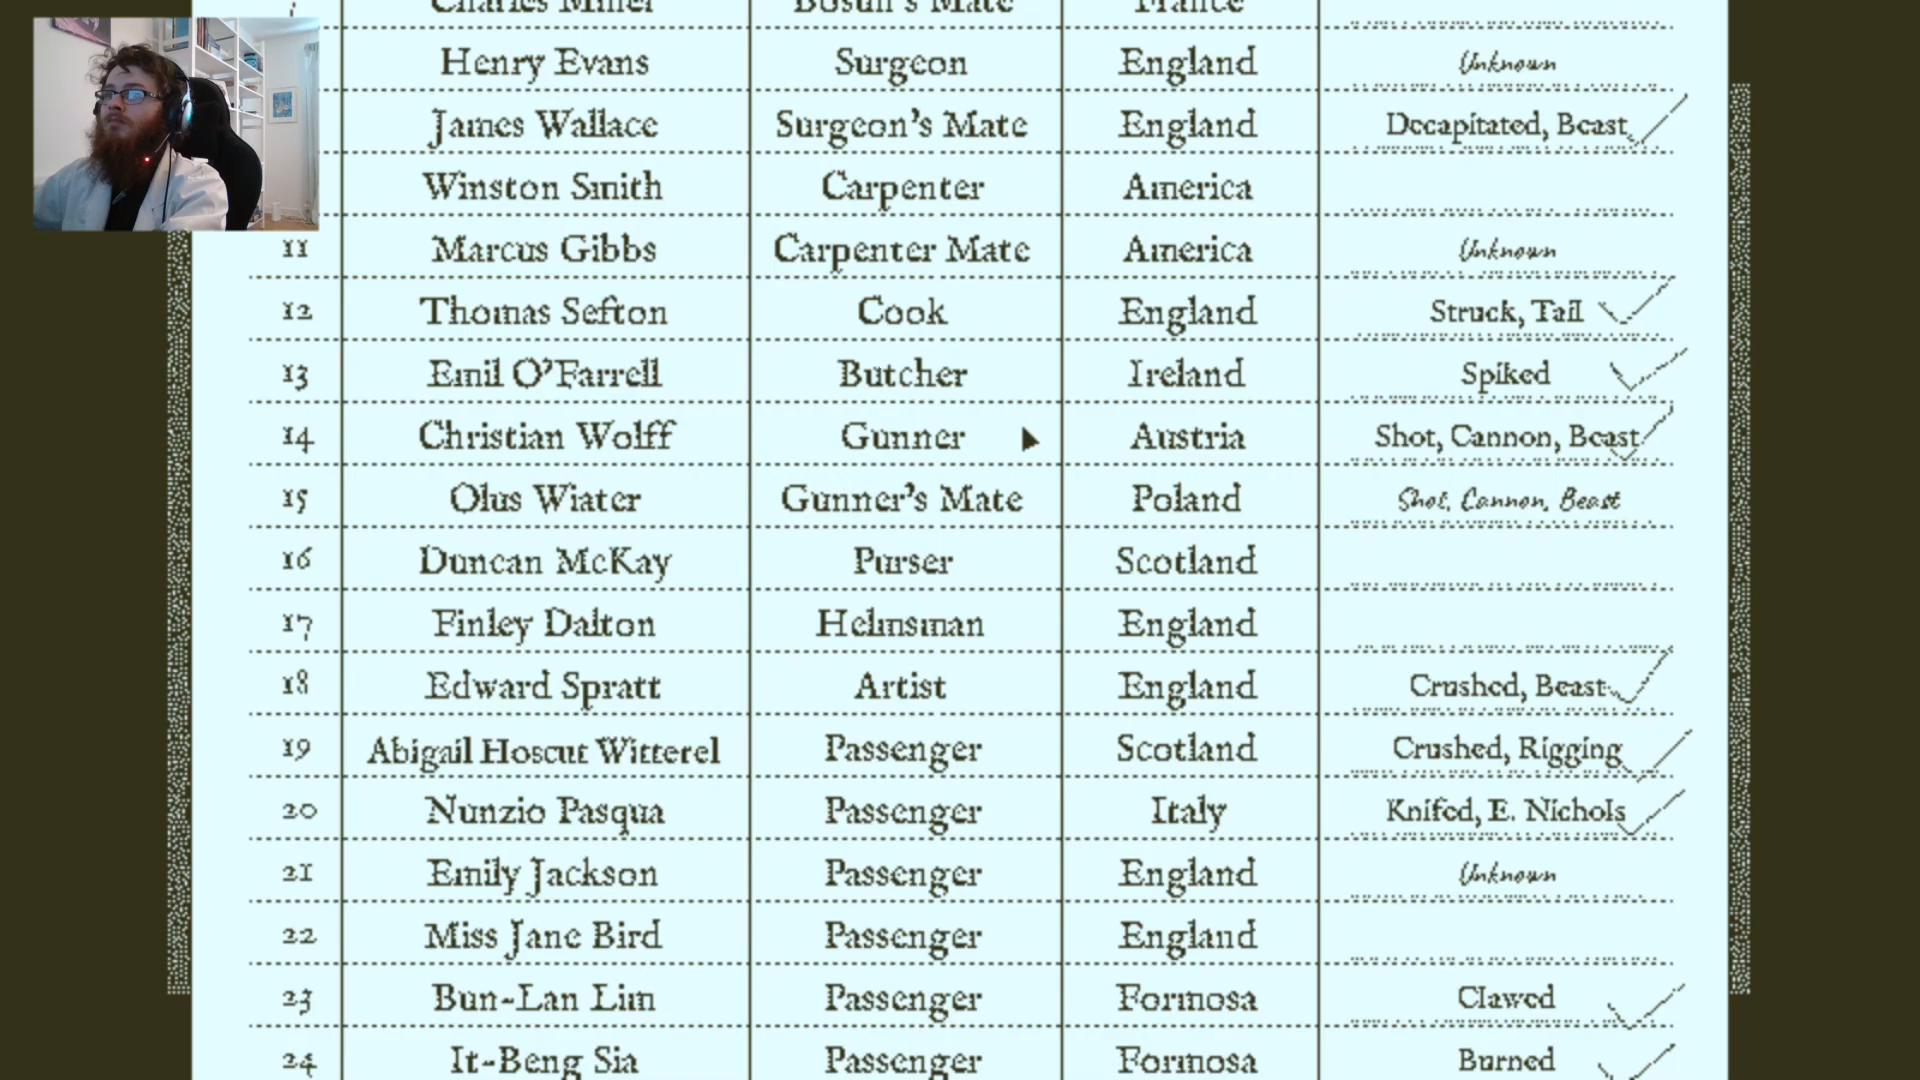 Henry Evans Surgeon England Unknown
James Wallace Surgeon's Mate England Decapitated, Beast
Winston Smith Carpenter America
11 Marcus Gibbs Carpenter Mate America Unknown
12 Thomas Sefton Cook England Struck, Tail
13 Emil O'Farrell Butcher Ireland Spiked
14 Christian Wolff Gunner Austria Shot, Cannon, Beast
15 Olus Wiater Gunner's Mate Poland Shot, Cannon, Beast
16 Duncan McKay Purser Scotland
17 Finley Dalton Helmsman England
18 Edward Spratt Artist England Crushed, Beast
19 Abigail Hoscut Witterel Passenger Scotland Crushed, Rigging
20 Nunzio Pasqua Passenger Italy Knifed, E. Nichols
21 Emily Jackson Passenger England Unknown
22 Miss Jane Bird Passenger England
23 Bun-Lan Lim Passenger Formosa Clawed
24 It-Beng Sia Passenger Formosa Burned